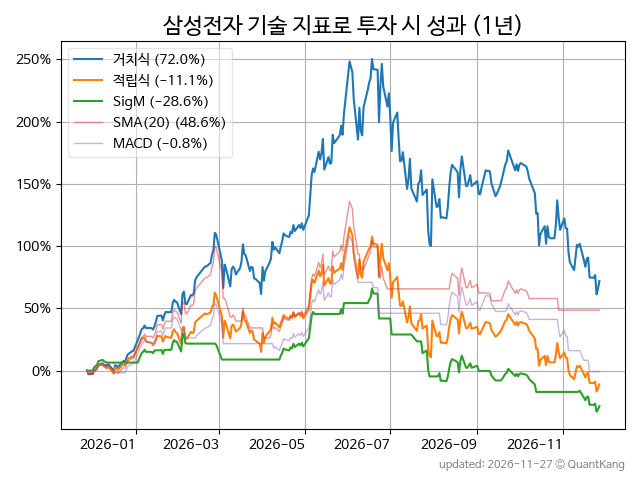 삼성전자 기술 지표로 투자 시 성과 (1년)
거치식 (72.0%)
적립식 (−11.1%)
SigM (−28.6%)
SMA(20) (48.6%)
MACD (−0.8%)
250%
200%
150%
100%
50%
0%
2026-01 2026-03 2026-05 2026-07 2026-09 2026-11
updated: 2026-11-27 © QuantKang